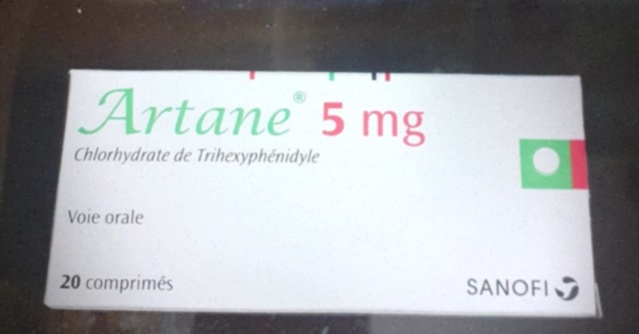 Artane® 5 mg
Chlorhydrate de Trihexyphénidyle
Voie orale
20 comprimés
SANOFI